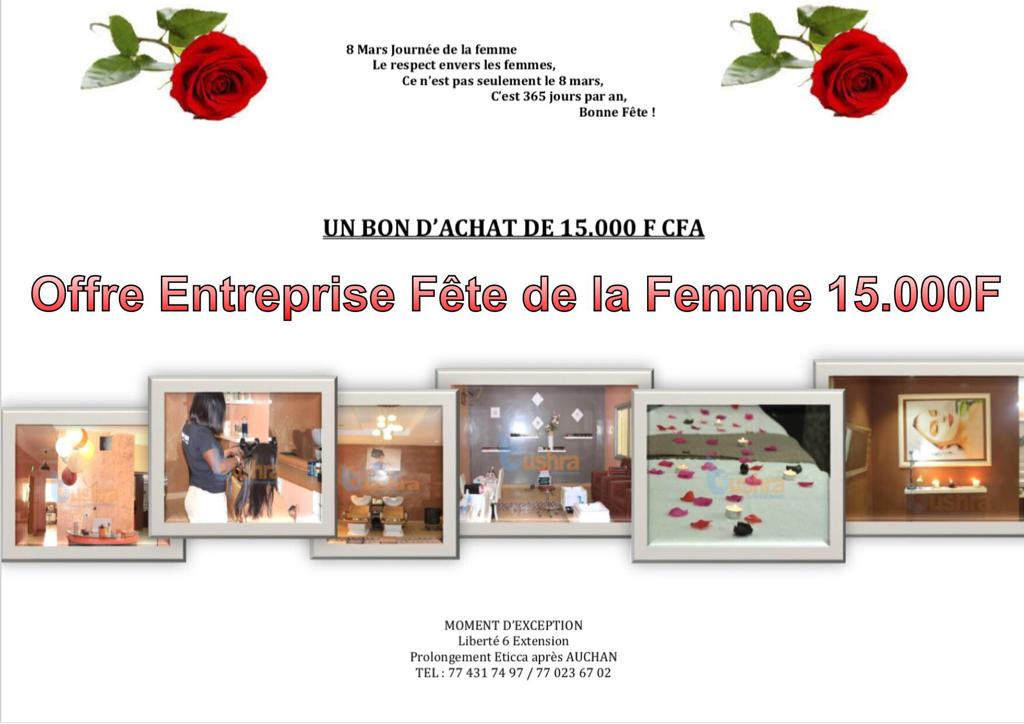 8 Mars Journée de la femme
Le respect envers les femmes,
Ce n'est pas seulement le 8 mars,
C'est 365 jours par an,
Bonne Fête !
UN BON D'ACHAT DE 15.000 F CFA
Offre Entreprise Fête de la Femme 15.000F
MOMENT D'EXCEPTION
Liberté 6 Extension
Prolongement Eticca après AUCHAN
TEL : 77 431 74 97 / 77 023 67 02